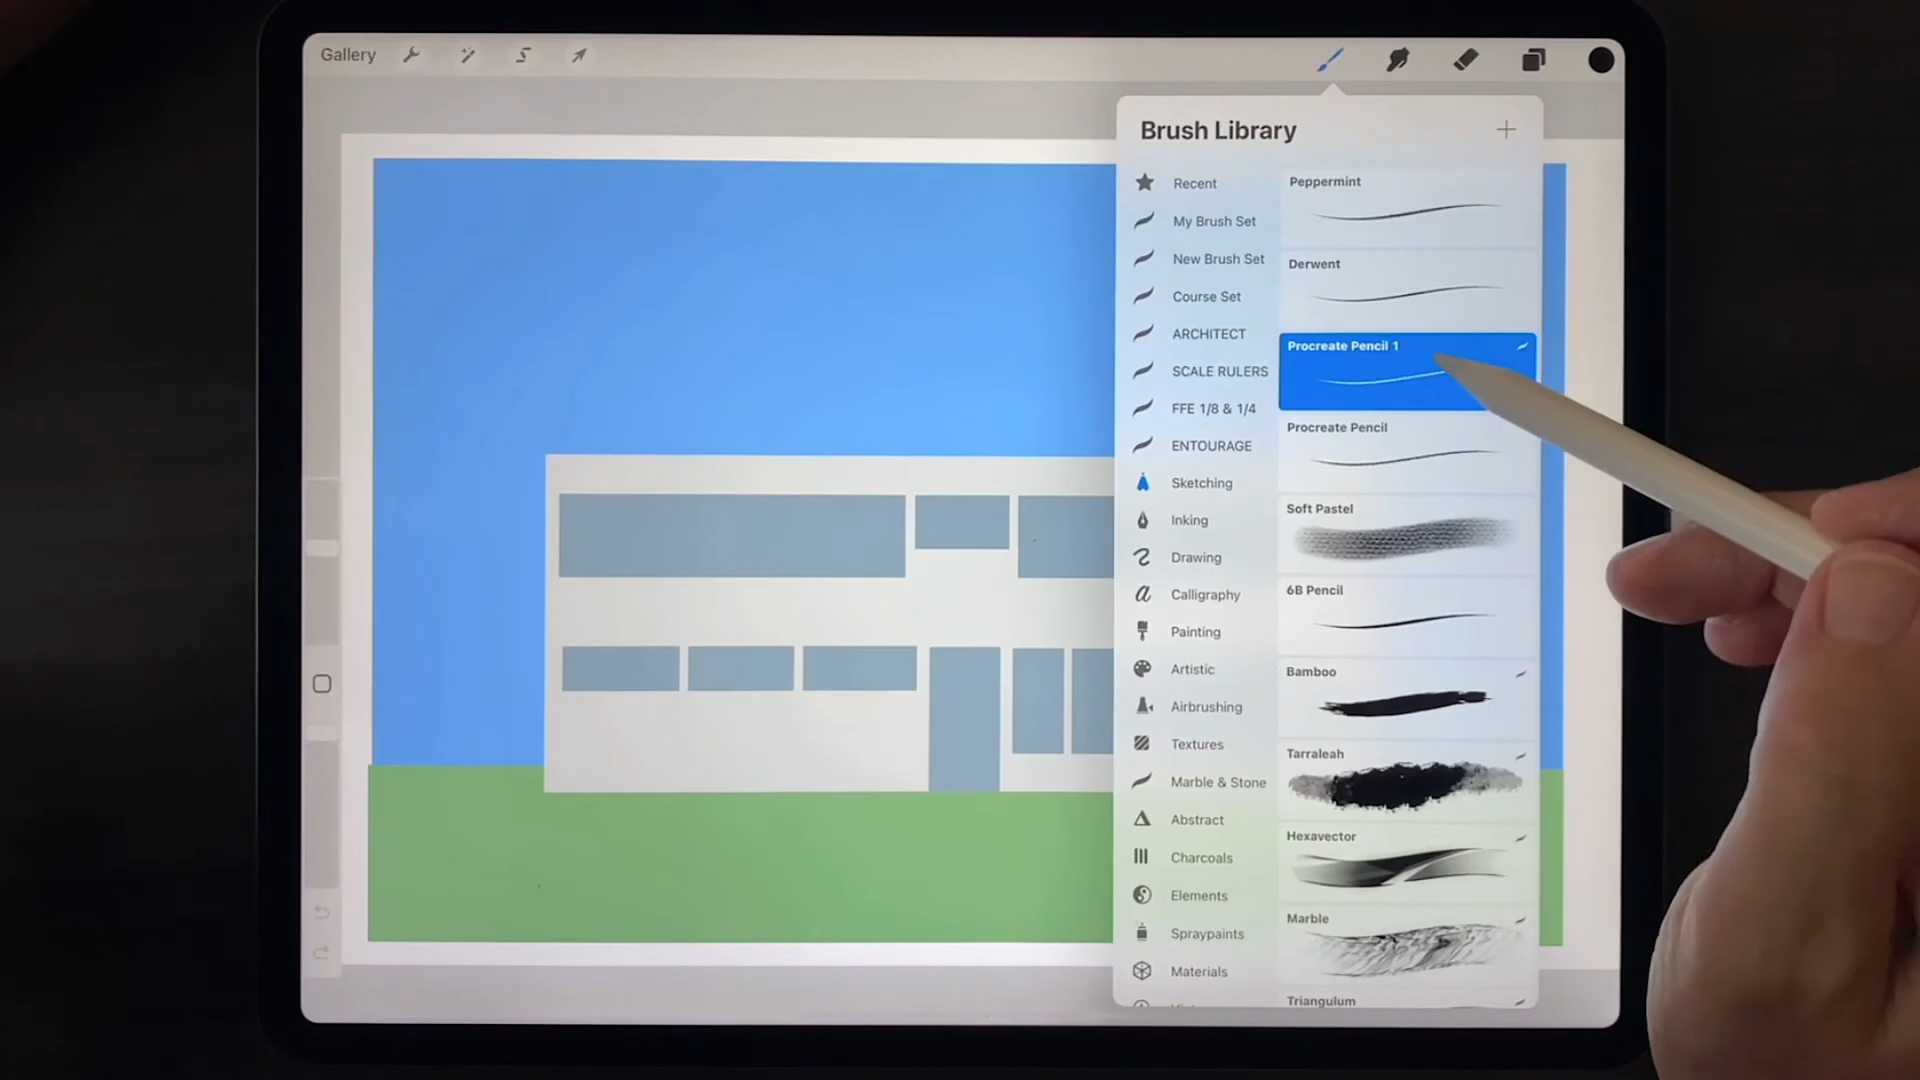 Gallery
Brush Library
Recent
My Brush Set
New Brush Set
Course Set
ARCHITECT
SCALE RULERS
FFE 1/8 & 1/4
ENTOURAGE
Sketching
Inking
Drawing
Calligraphy
Painting
Artistic
Airbrushing
Textures
Marble & Stone
Abstract
Charcoals
Elements
Spraypaints
Materials
Peppermint
Derwent
Procreate Pencil 1
Procreate Pencil
Soft Pastel
6B Pencil
Bamboo
Tarraleah
Hexavector
Marble
Triangulum